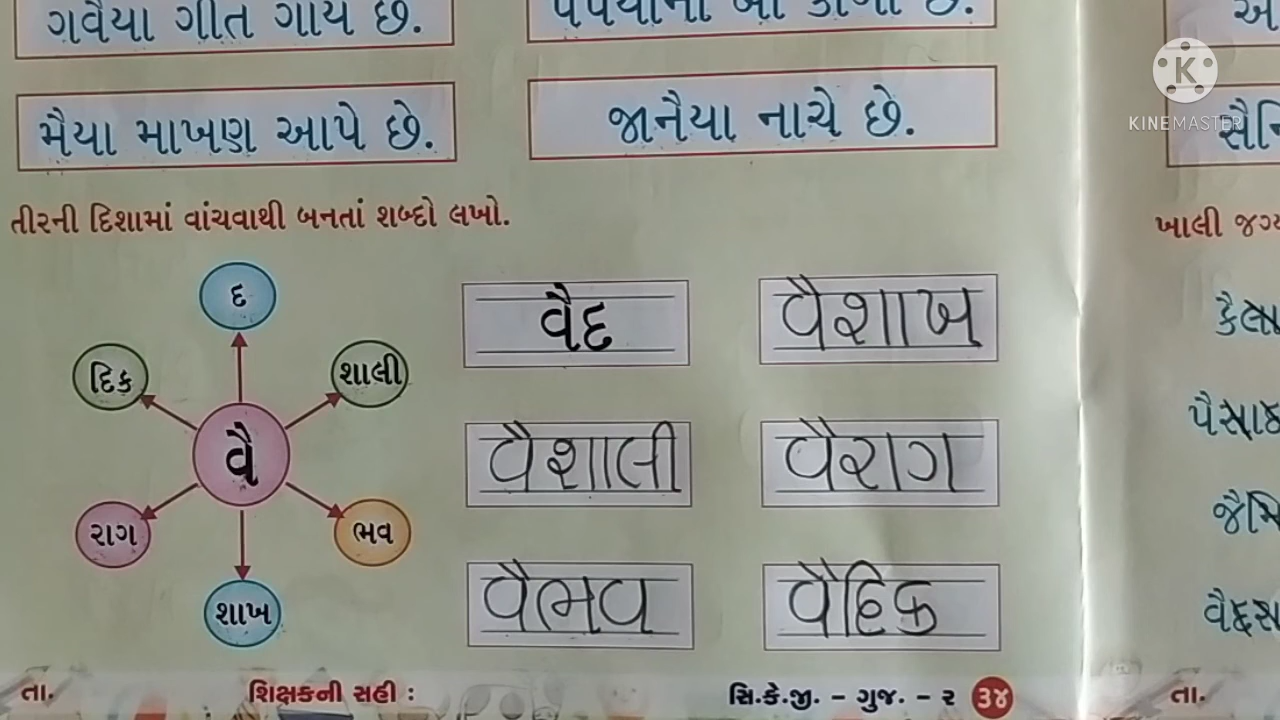 ગવૈયા ગીત ગાય છે.
મૈયા માખણ આપે છે.
જાનૈયા નાચે છે.
તીરની દિશામાં વાંચવાથી બનતાં શબ્દો લખો.
દ
દિક
શાલી
વૈ
રાગ
ભવ
શાખ
વૈદ
વૈશાખ
વૈશાલી
વૈરાગ
વૈભવ
વૈદિક
તા.
શિક્ષકની સહી :
સિ.કે.જી. - ગુજ. - ૨ ૩૪
KINEMASTER
ખાલી
તા.